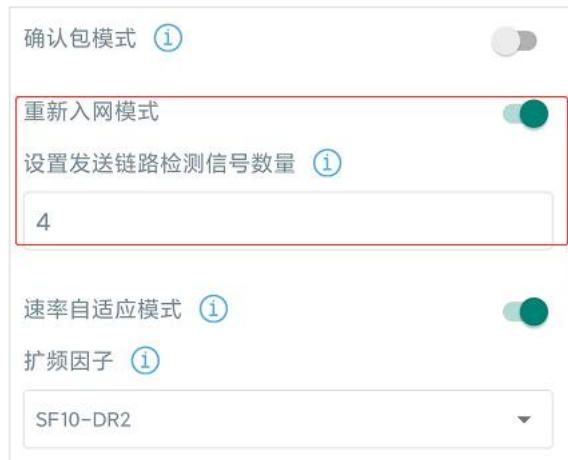 确认包模式
重新入网模式
设置发送链路检测信号数量
4
速率自适应模式
扩频因子
SF10-DR2